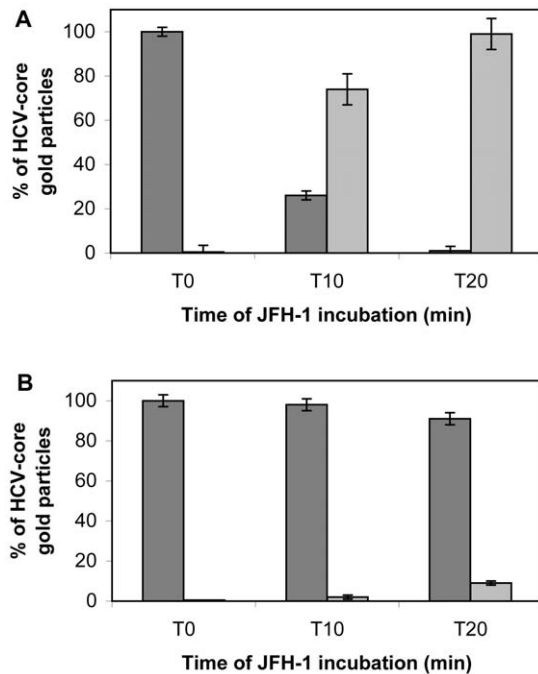 A
% of HCV-core
gold particles
100
80
60
40
20
0
T0 T10 T20
Time of JFH-1 incubation (min)
B
% of HCV-core
gold particles
100
80
60
40
20
0
T0 T10 T20
Time of JFH-1 incubation (min)